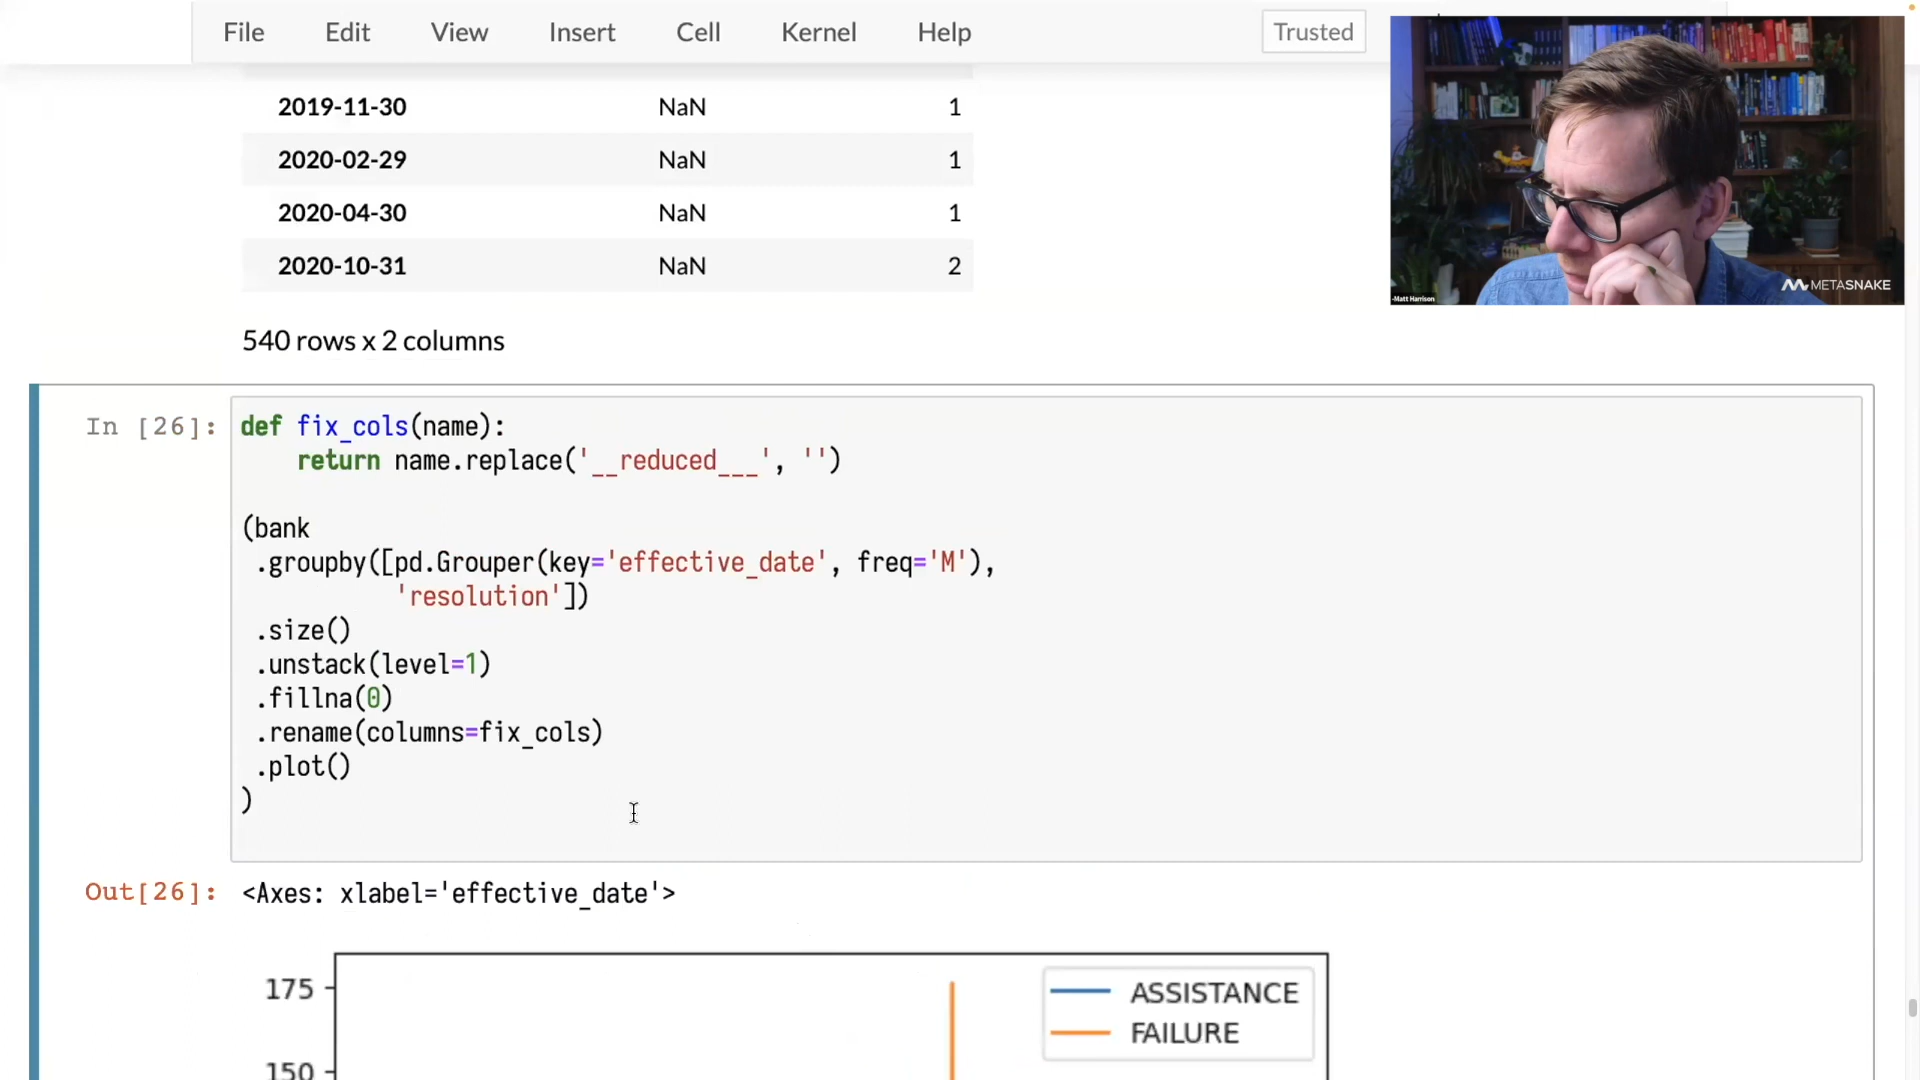 File Edit View Insert Cell Kernel Help Trusted
2019-11-30 NaN 1
2020-02-29 NaN 1
2020-04-30 NaN 1
2020-10-31 NaN 2
-Matt Harrison
METASNAKE
540 rows x 2 columns
In [26]:
def fix_cols(name):
    return name.replace('__reduced___', '')
(bank
 .groupby([pd.Grouper(key='effective_date', freq='M'),
           'resolution'])
 .size()
 .unstack(level=1)
 .fillna(0)
 .rename(columns=fix_cols)
 .plot()
)
Out[26]: <Axes: xlabel='effective_date'>
175
ASSISTANCE
FAILURE
150